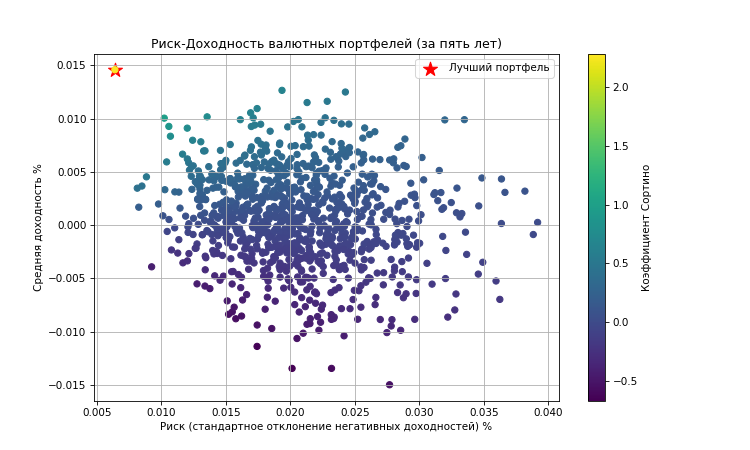 Риск-Доходность валютных портфелей (за пять лет)
Лучший портфель
Средняя доходность %
0.015
0.010
0.005
0.000
−0.005
−0.010
−0.015
0.005 0.010 0.015 0.020 0.025 0.030 0.035 0.040
Риск (стандартное отклонение негативных доходностей) %
2.0
1.5
1.0
0.5
0.0
−0.5
Коэффициент Сортино